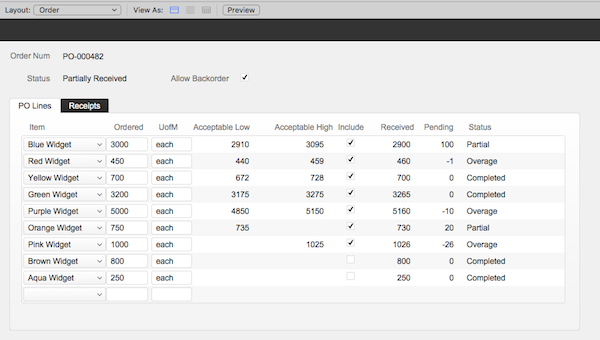 Layout: Order View As: Preview
Order Num PO-000482
Status Partially Received Allow Backorder
PO Lines Receipts
Item Ordered UofM Acceptable Low Acceptable High Include Received Pending Status
Blue Widget 3000 each 2910 3095 2900 100 Partial
Red Widget 450 each 440 459 460 -1 Overage
Yellow Widget 700 each 672 728 700 0 Completed
Green Widget 3200 each 3175 3275 3265 0 Completed
Purple Widget 5000 each 4850 5150 5160 -10 Overage
Orange Widget 750 each 735 730 20 Partial
Pink Widget 1000 each 1025 1026 -26 Overage
Brown Widget 800 each 800 0 Completed
Aqua Widget 250 each 250 0 Completed